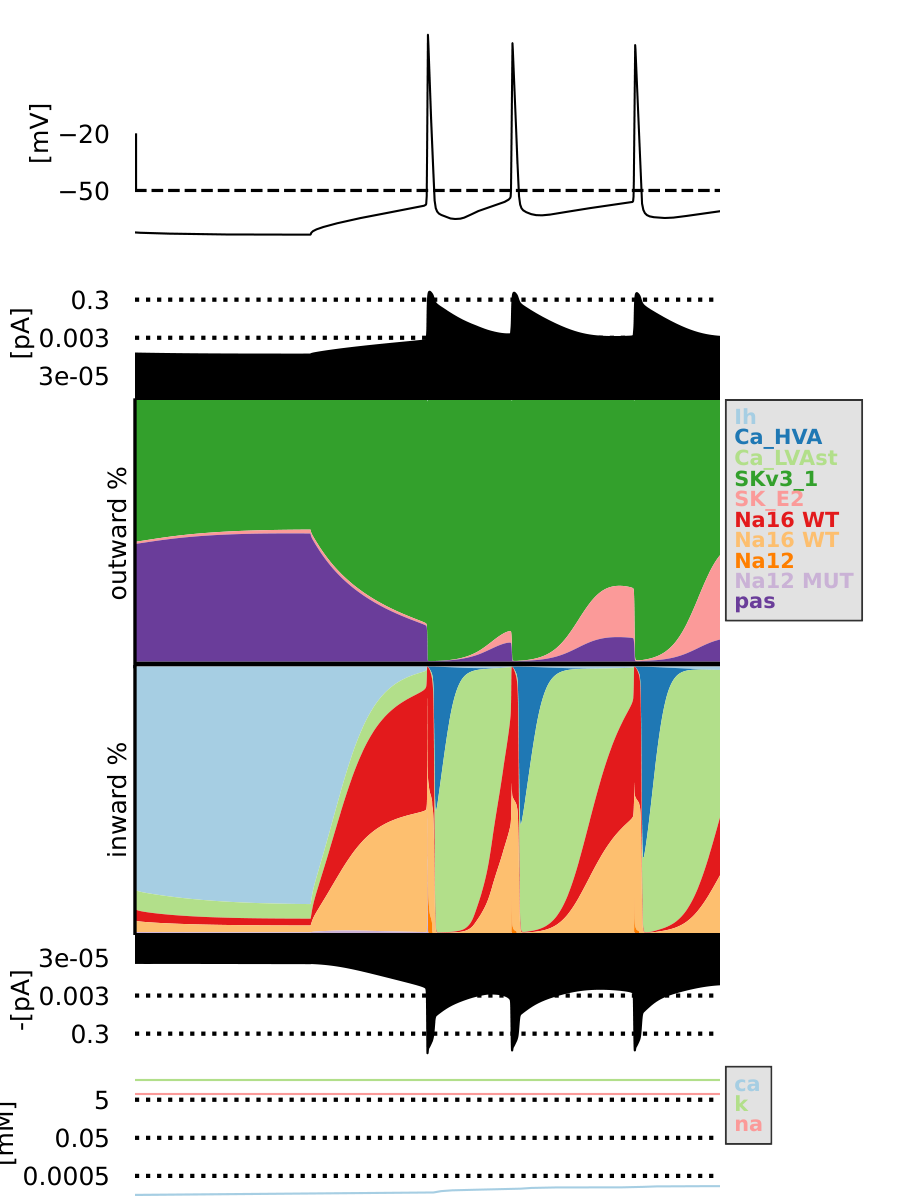 [mV]
−20
−50
[pA]
0.3
0.003
3e-05
outward %
Ih
Ca_HVA
Ca_LVAst
SKv3_1
SK_E2
Na16 WT
Na16 WT
Na12
Na12 MUT
pas
inward %
-[pA]
3e-05
0.003
0.3
[mM]
5
0.05
0.0005
ca
k
na